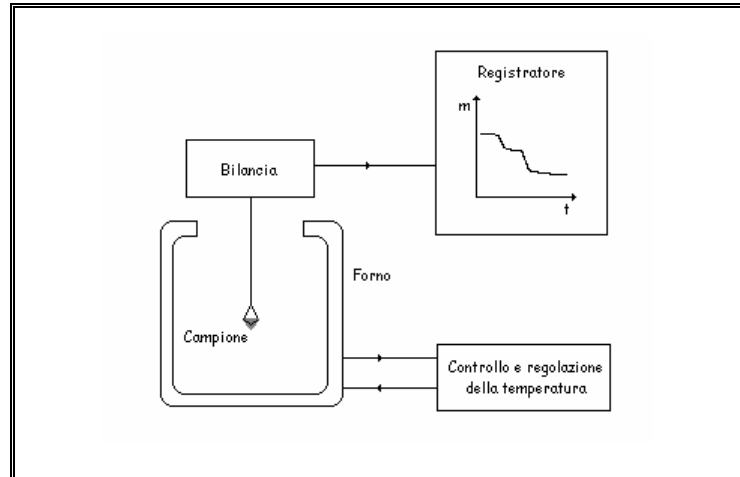 Registratore
m
t
Bilancia
Forno
Campione
Controllo e regolazione
della temperatura